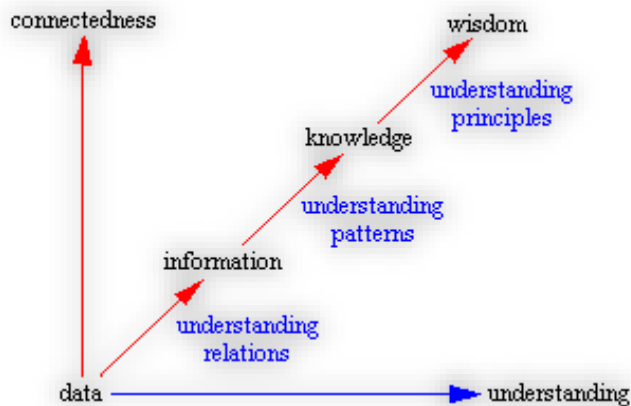 connectedness
wisdom
understanding
principles
knowledge
understanding
patterns
information
understanding
relations
data
understanding